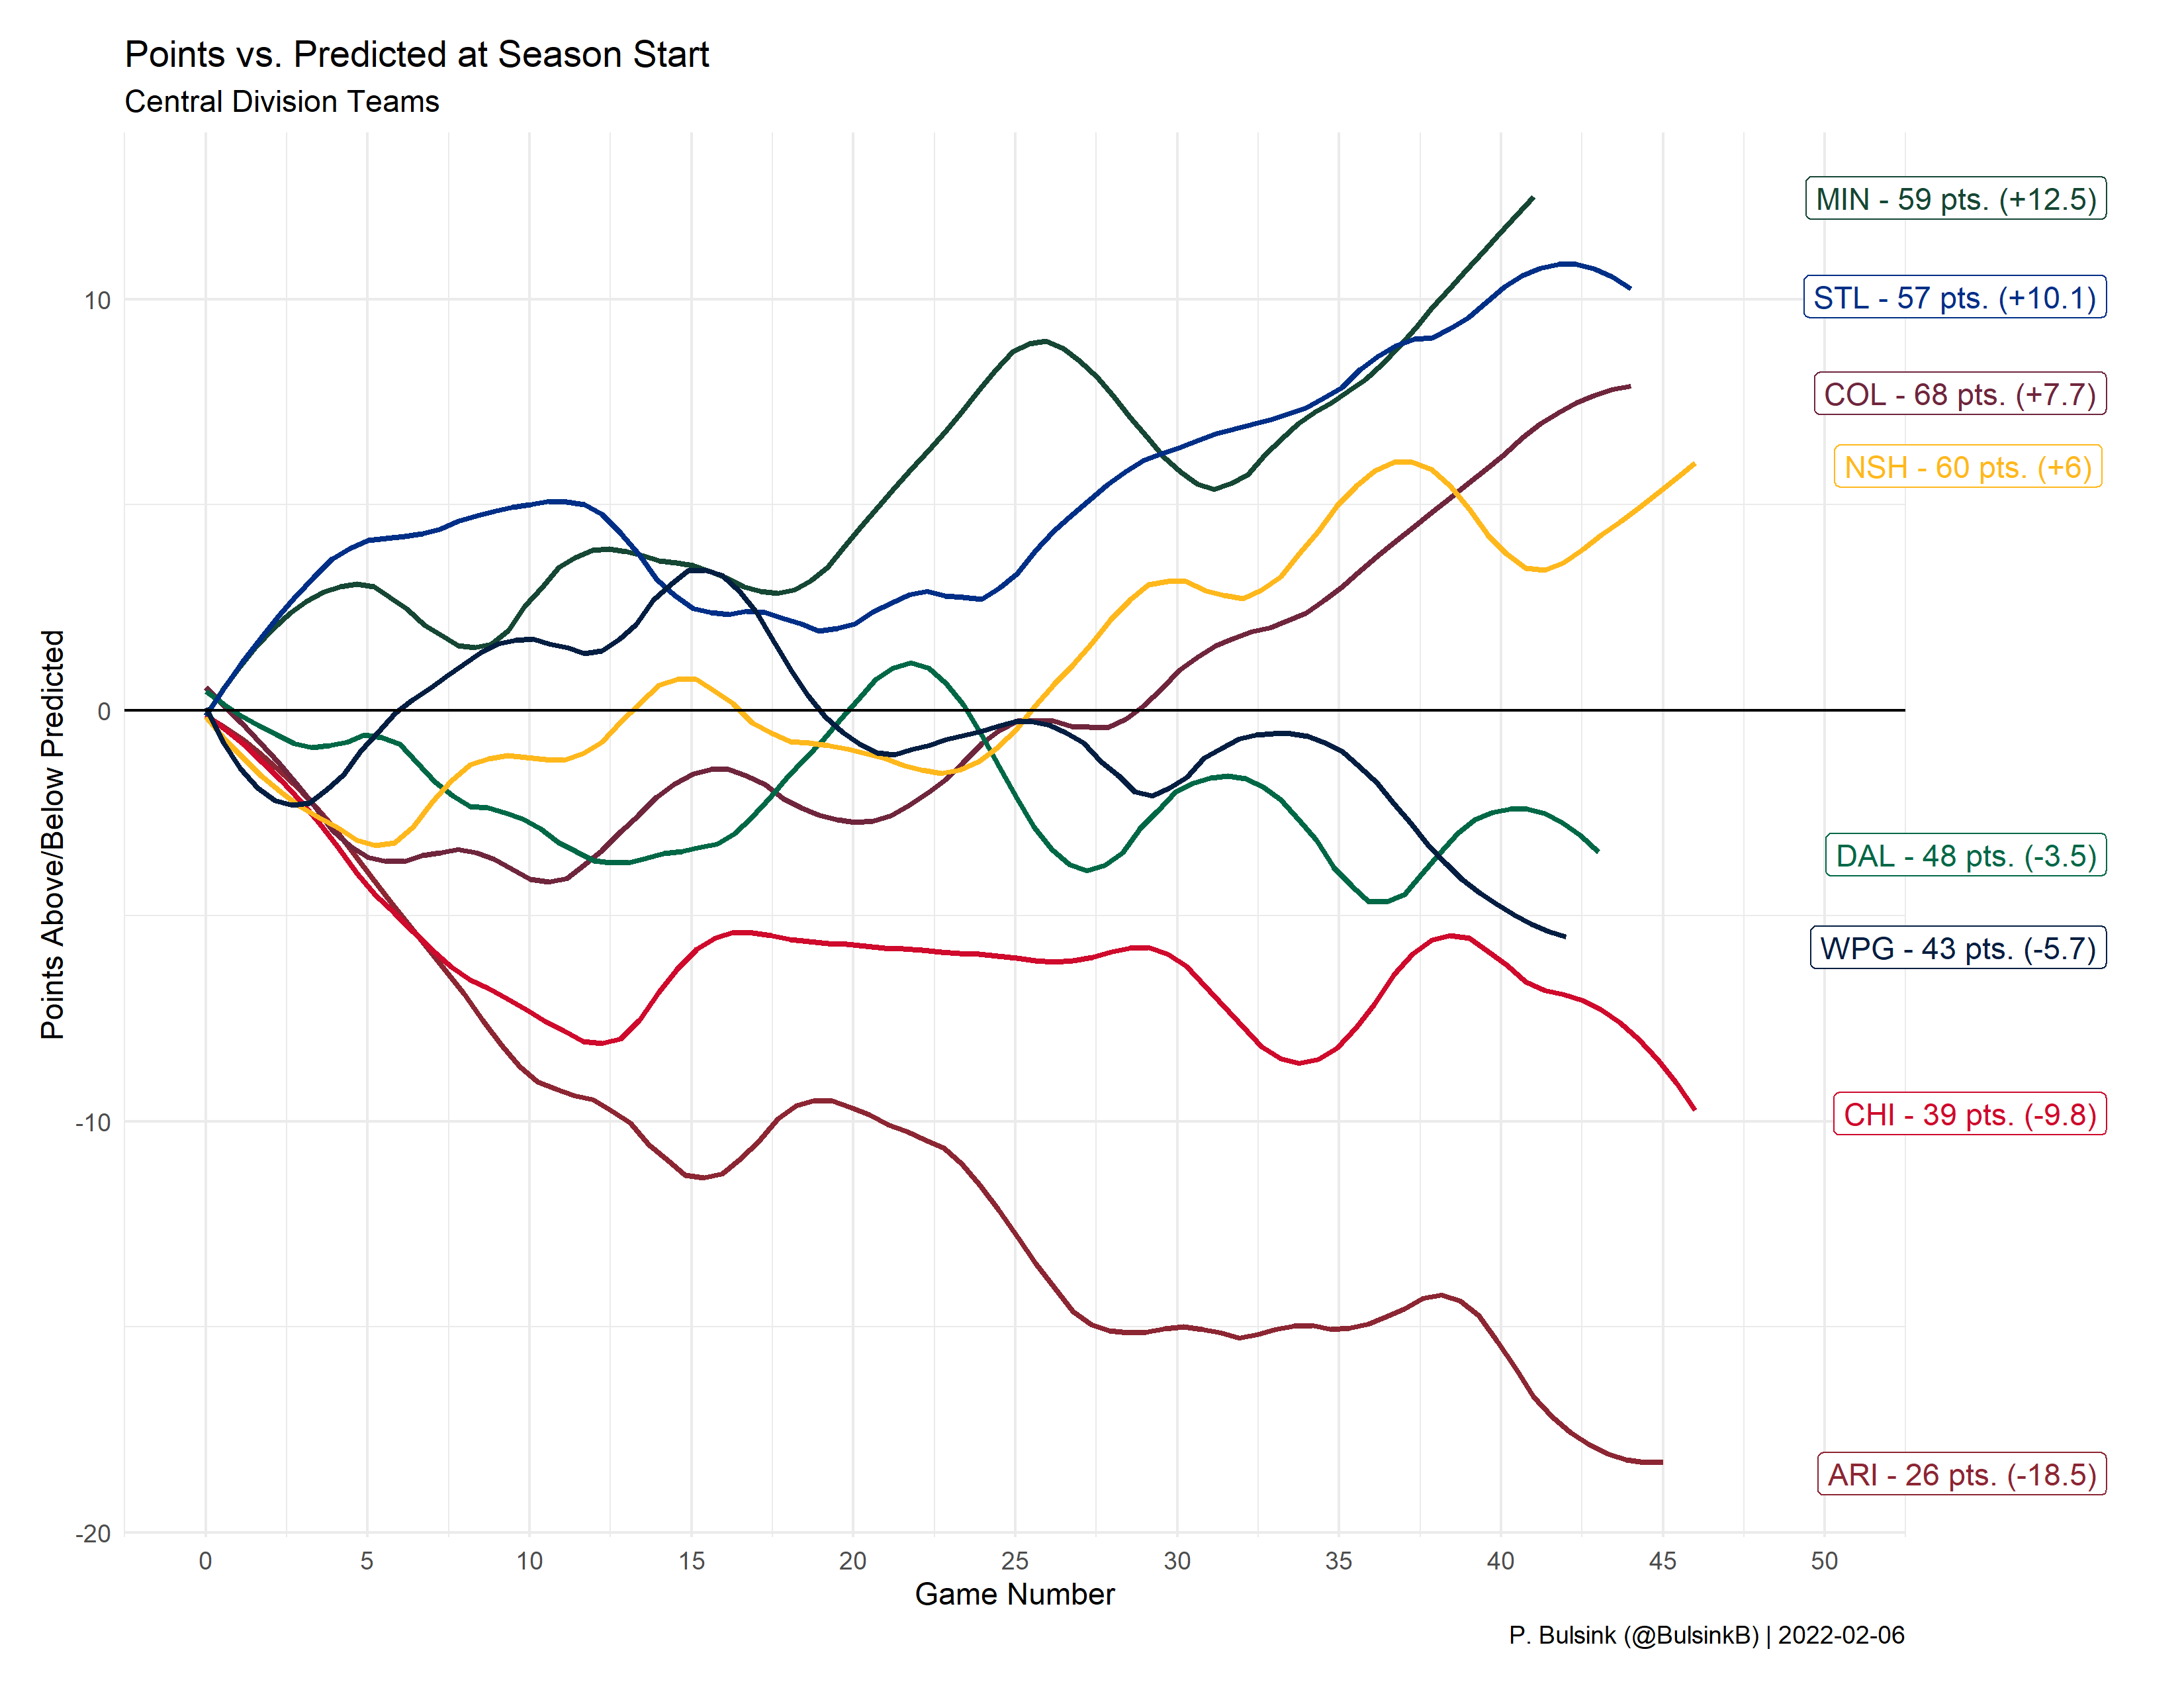 Points vs. Predicted at Season Start
Central Division Teams
MIN - 59 pts. (+12.5)
STL - 57 pts. (+10.1)
COL - 68 pts. (+7.7)
NSH - 60 pts. (+6)
DAL - 48 pts. (-3.5)
WPG - 43 pts. (-5.7)
CHI - 39 pts. (-9.8)
ARI - 26 pts. (-18.5)
Points Above/Below Predicted
10
0
-10
-20
0 5 10 15 20 25 30 35 40 45 50
Game Number
P. Bulsink (@BulsinkB) | 2022-02-06